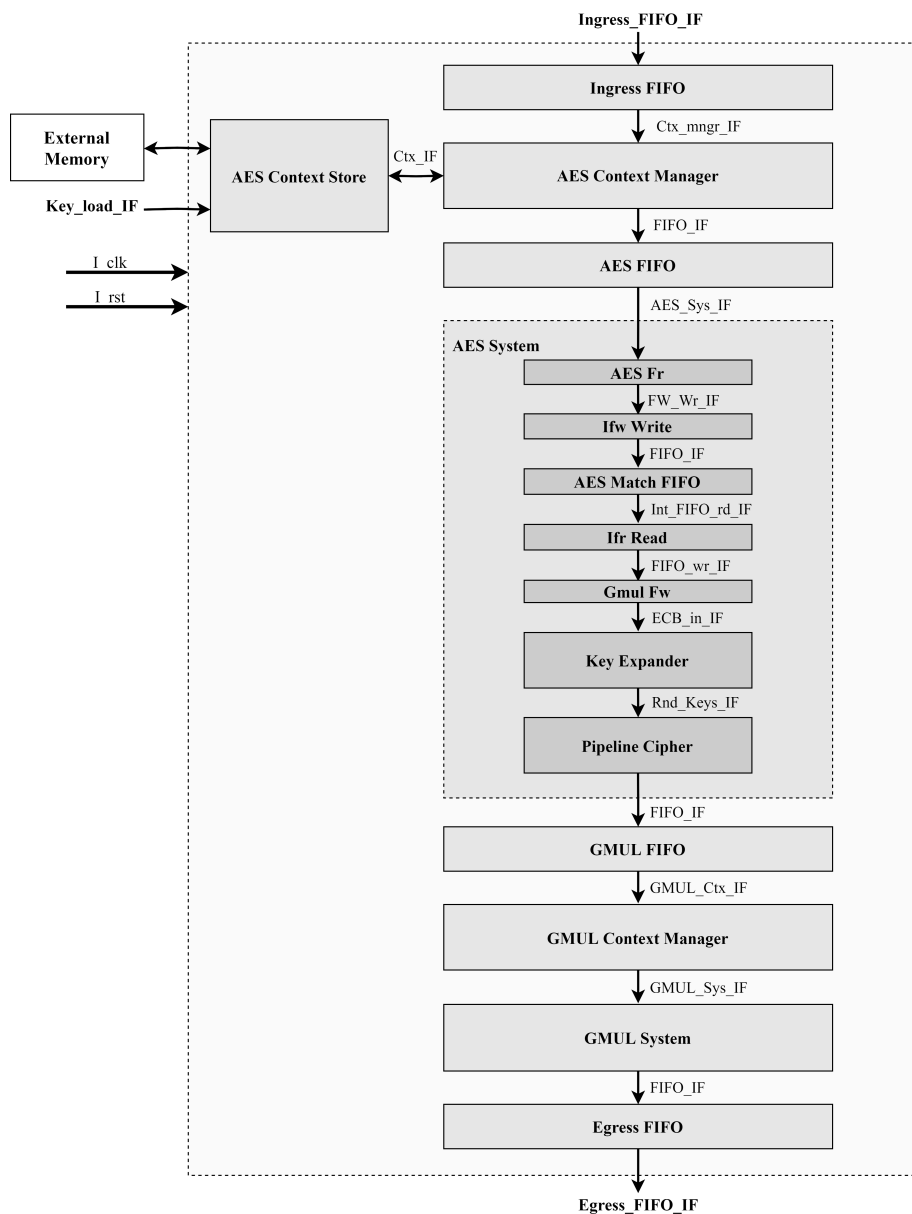 Ingress_FIFO_IF
Ingress FIFO
Ctx_mngr_IF
External
Memory
AES Context Store
Ctx_IF
AES Context Manager
Key_load_IF
FIFO_IF
I_clk
AES FIFO
I_rst
AES_Sys_IF
AES System
AES Fr
FW_Wr_IF
Ifw Write
FIFO_IF
AES Match FIFO
Int_FIFO_rd_IF
Ifr Read
FIFO_wr_IF
Gmul Fw
ECB_in_IF
Key Expander
Rnd_Keys_IF
Pipeline Cipher
FIFO_IF
GMUL FIFO
GMUL_Ctx_IF
GMUL Context Manager
GMUL_Sys_IF
GMUL System
FIFO_IF
Egress FIFO
Egress_FIFO_IF